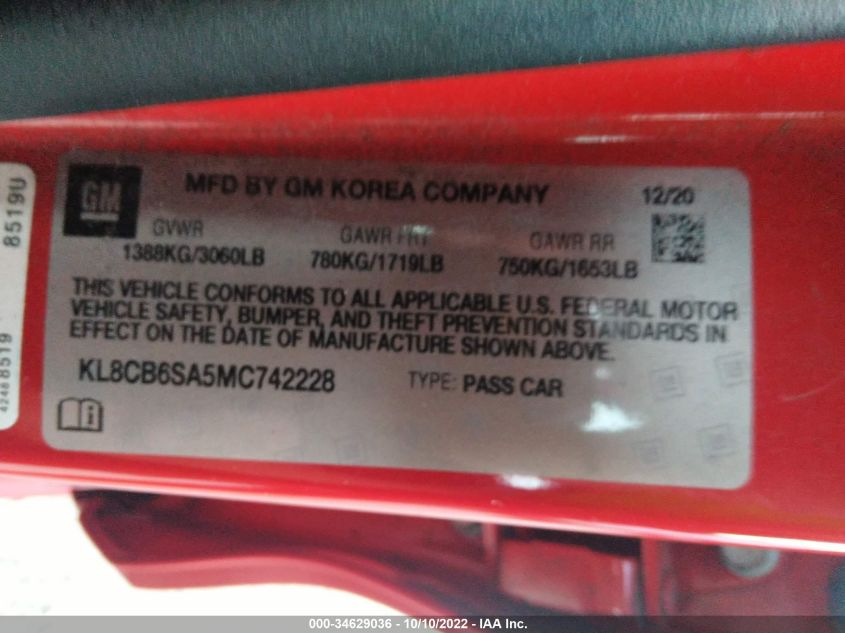 GM
MFD BY GM KOREA COMPANY
12/20
GVWR GAWR FRT GAWR RR
1388KG/3060LB 780KG/1719LB 750KG/1653LB
THIS VEHICLE CONFORMS TO ALL APPLICABLE U.S. FEDERAL MOTOR
VEHICLE SAFETY, BUMPER, AND THEFT PREVENTION STANDARDS IN
EFFECT ON THE DATE OF MANUFACTURE SHOWN ABOVE.
KL8CB6SA5MC742228 TYPE: PASS CAR
8519U
42488519
000-34629036 - 10/10/2022 - IAA Inc.